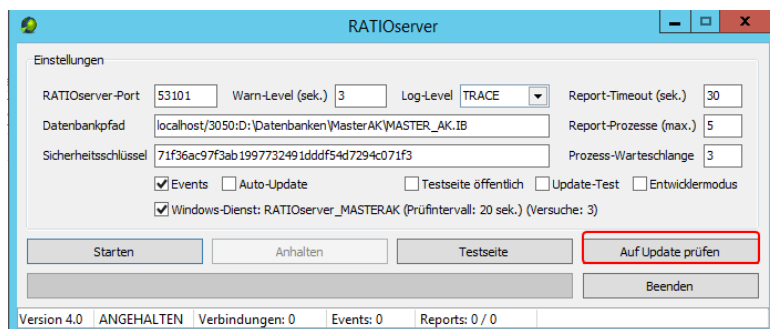 RATIOserver
Einstellungen
RATIOserver-Port 53101 Warn-Level (sek.) 3 Log-Level TRACE Report-Timeout (sek.) 30
Datenbankpfad localhost/3050:D:\Datenbanken\MasterAK\MASTER_AK.IB Report-Prozesse (max.) 5
Sicherheitsschlüssel 71f36ac97f3ab1997732491dddf54d7294c071f3 Prozess-Warteschlange 3
Events Auto-Update Testseite öffentlich Update-Test Entwicklermodus
Windows-Dienst: RATIOserver_MASTERAK (Prüfintervall: 20 sek.) (Versuche: 3)
Starten Anhalten Testseite Auf Update prüfen
Beenden
Version 4.0 ANGEHALTEN Verbindungen: 0 Events: 0 Reports: 0 / 0